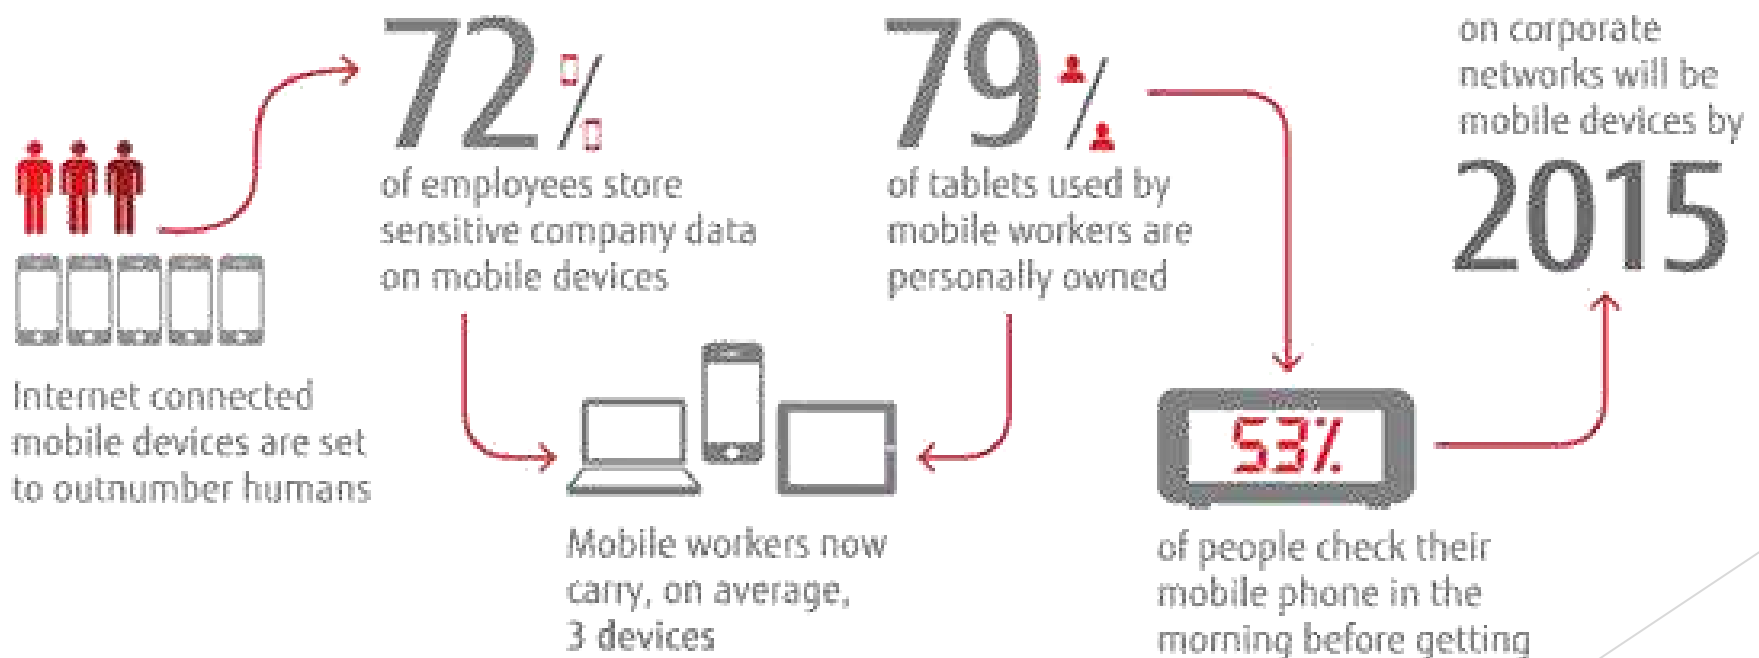 Internet connected
mobile devices are set
to outnumber humans
72%
of employees store
sensitive company data
on mobile devices
Mobile workers now
carry, on average,
3 devices
79%
of tablets used by
mobile workers are
personally owned
53%
of people check their
mobile phone in the
morning before getting
on corporate
networks will be
mobile devices by
2015